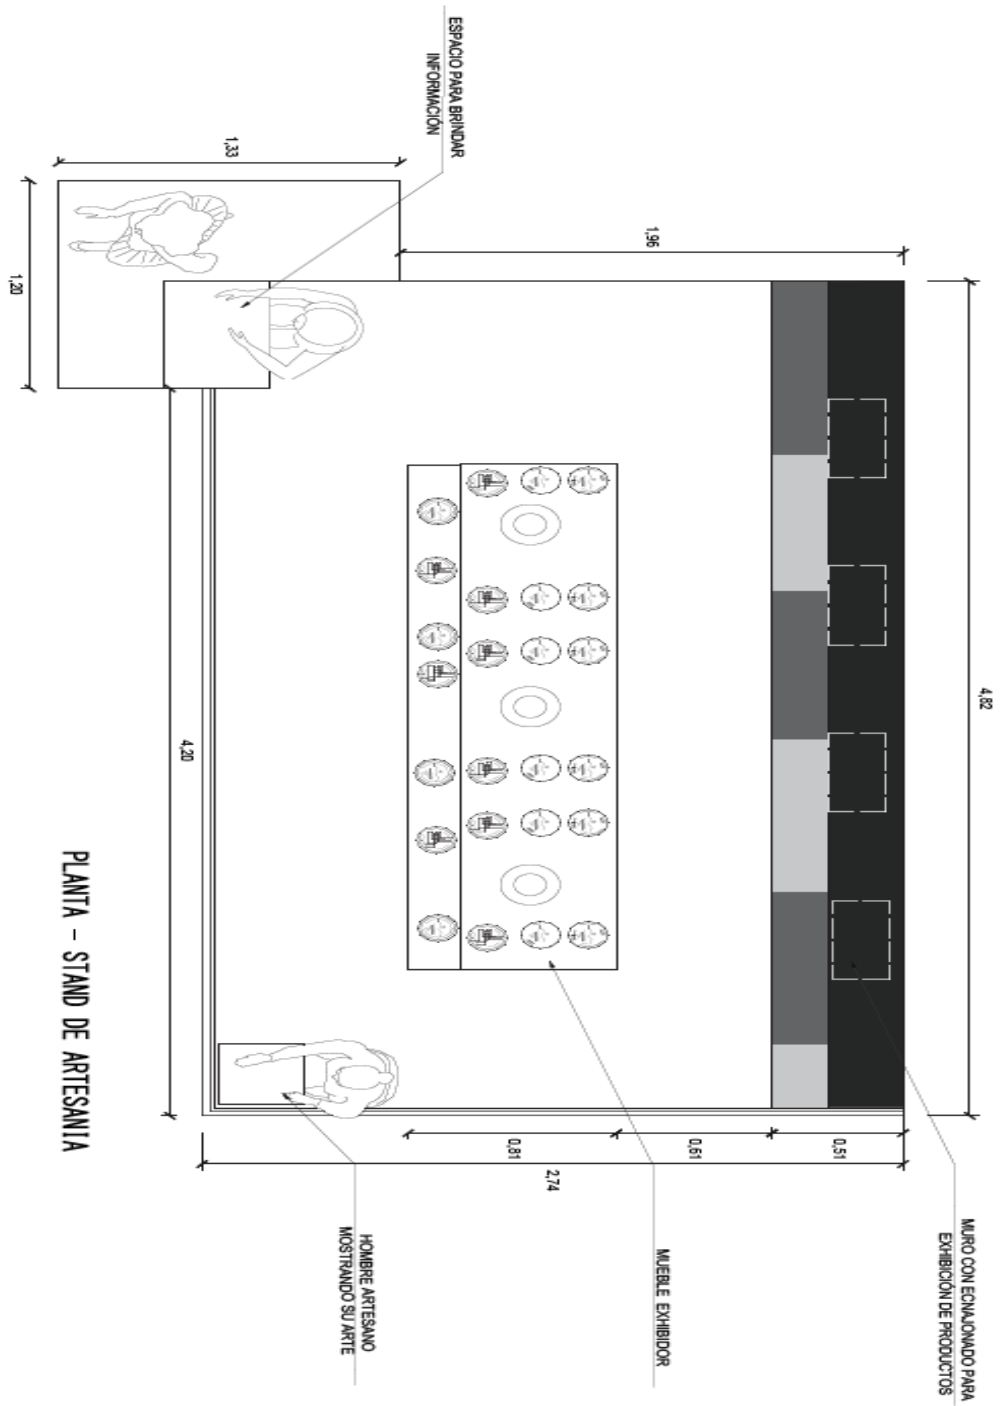 MURO CON ECNAJONADO PARA
EXHIBICIÓN DE PRODUCTOS
MUEBLE EXHIBIDOR
HOMBRE ARTESANO
MOSTRANDO SU ARTE
ESPACIO PARA BRINDAR
INFORMACIÓN
4,82
0,51
0,61
0,81
2,74
1,96
1,33
1,20
4,20
PLANTA - STAND DE ARTESANIA